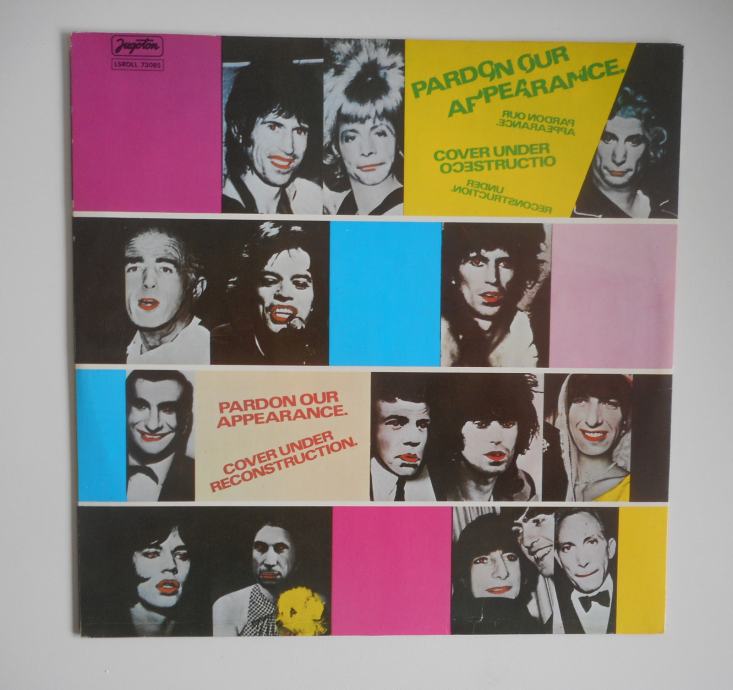 Jugoton
LSROLL 73085
PARDON OUR
APPEARANCE.
PARDON OUR
APPEARANCE.
COVER UNDER
OCESTRUCTIO
UNDER
RECONSTRUCTION.
PARDON OUR
APPEARANCE.
COVER UNDER
RECONSTRUCTION.